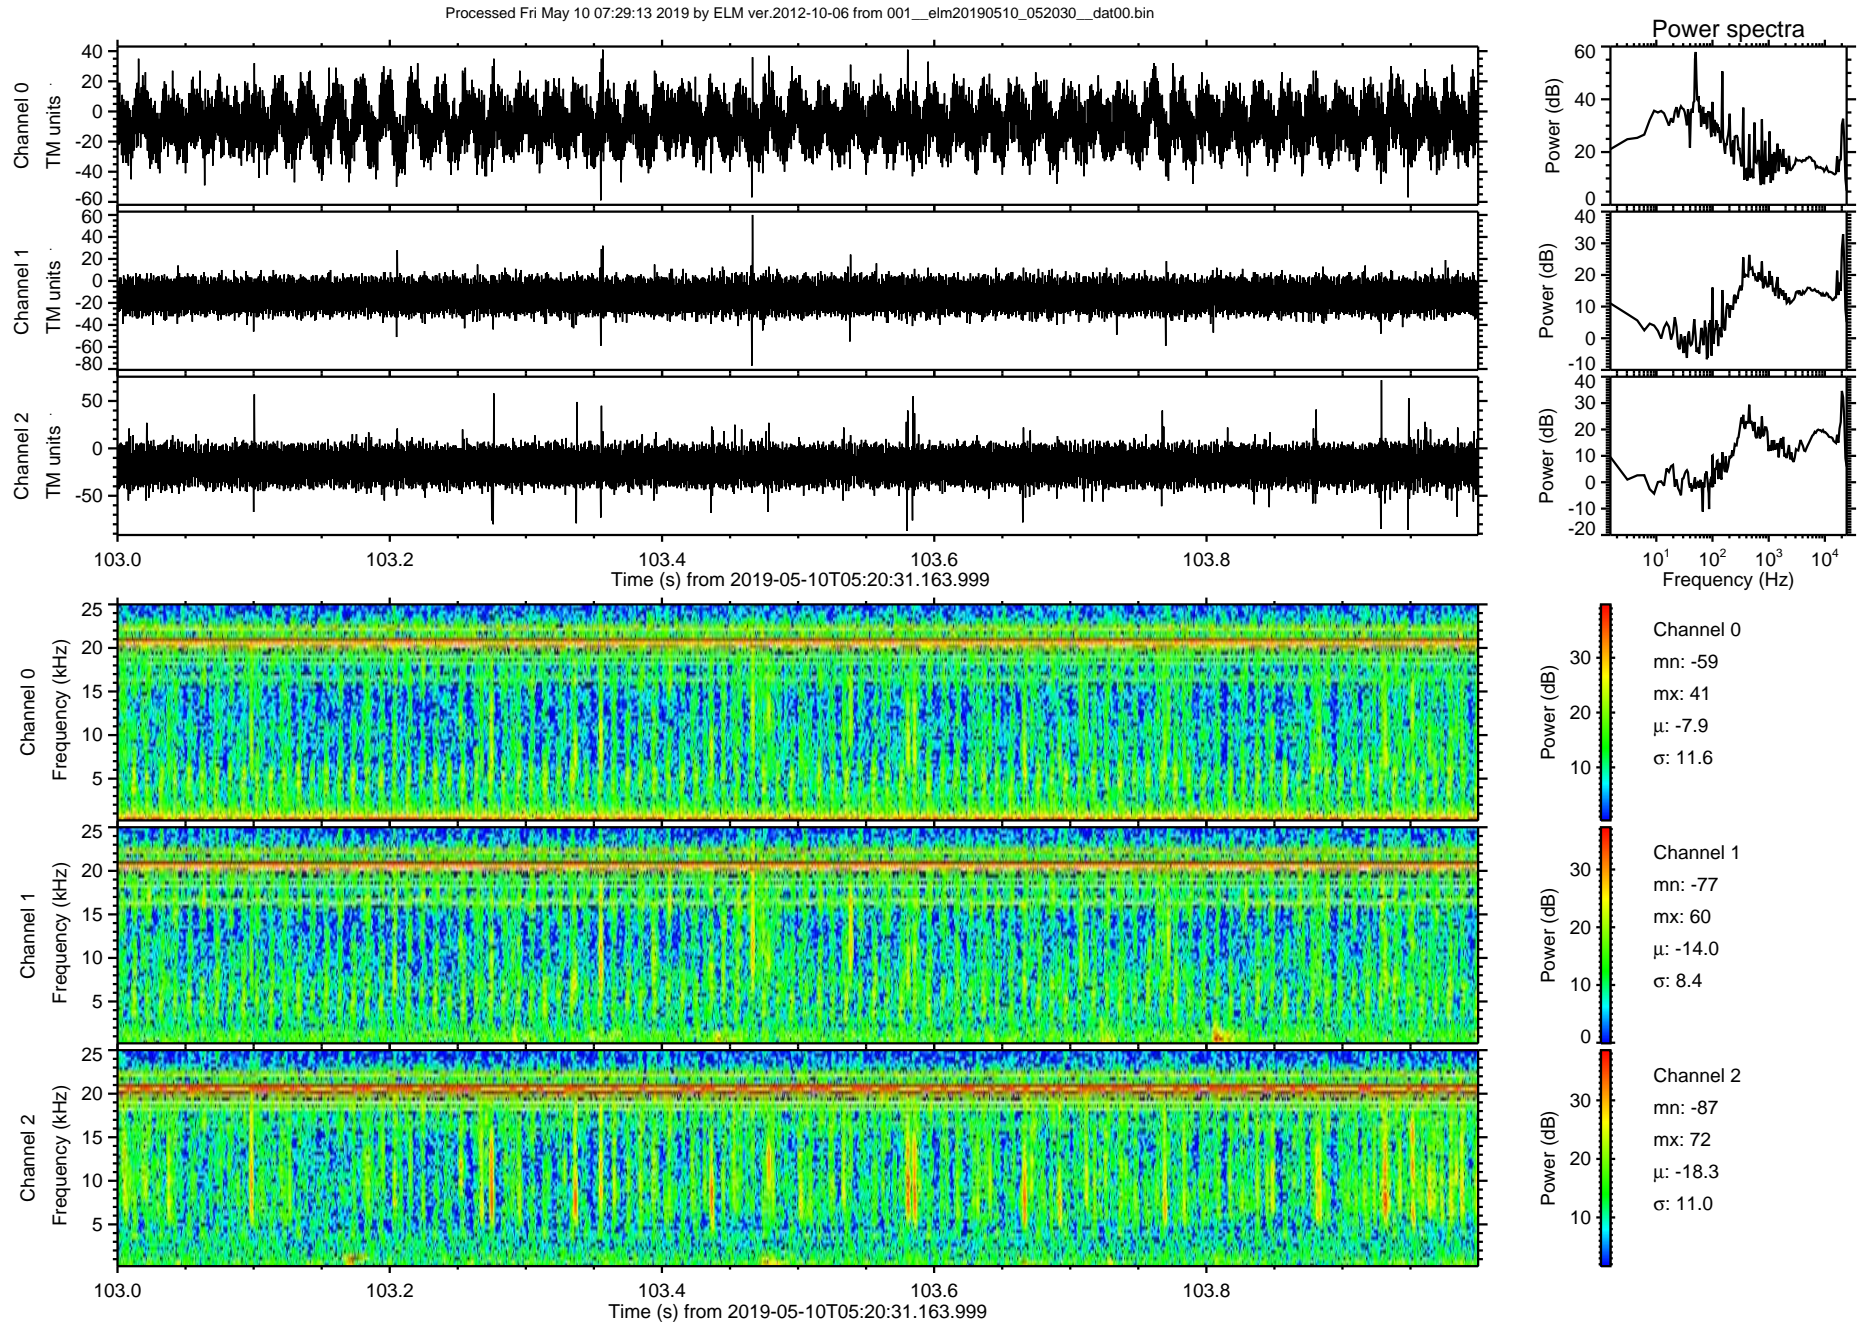 Processed Fri May 10 07:29:13 2019 by ELM ver.2012-10-06 from 001__elm20190510_052030__dat00.bin
Power spectra
Channel 0
TM units
40
20
0
-20
-40
-60
Power (dB)
60
40
20
0
Channel 1
TM units
60
40
20
0
-20
-40
-60
-80
Power (dB)
40
30
20
10
0
-10
Channel 2
TM units
50
0
-50
Power (dB)
40
30
20
10
0
-10
-20
103.0 103.2 103.4 103.6 103.8
Time (s) from 2019-05-10T05:20:31.163.999
10¹ 10² 10³ 10⁴
Frequency (Hz)
Channel 0
Frequency (kHz)
25
20
15
10
5
Power (dB)
30
20
10
Channel 0
mn: -59
mx: 41
μ: -7.9
σ: 11.6
Channel 1
Frequency (kHz)
25
20
15
10
5
Power (dB)
30
20
10
0
Channel 1
mn: -77
mx: 60
μ: -14.0
σ: 8.4
Channel 2
Frequency (kHz)
25
20
15
10
5
Power (dB)
30
20
10
Channel 2
mn: -87
mx: 72
μ: -18.3
σ: 11.0
103.0 103.2 103.4 103.6 103.8
Time (s) from 2019-05-10T05:20:31.163.999